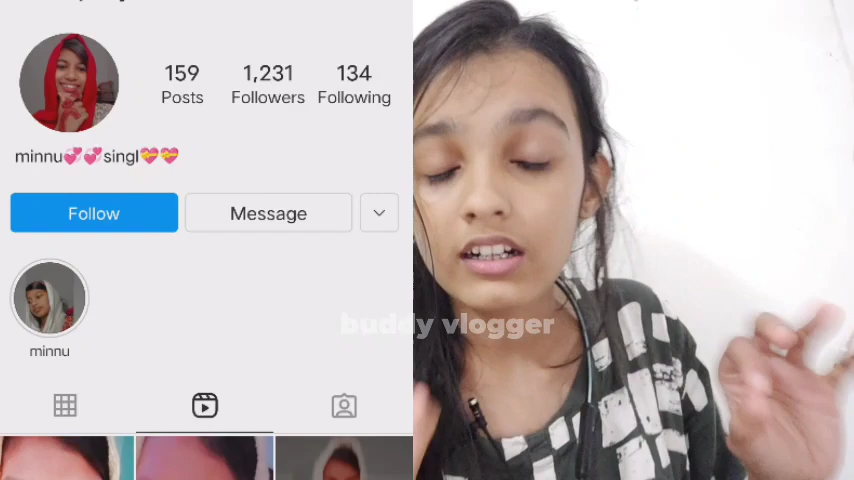 159 1,231 134
Posts Followers Following
minnu💞💞singl💝💝
Follow Message
minnu
buddy vlogger